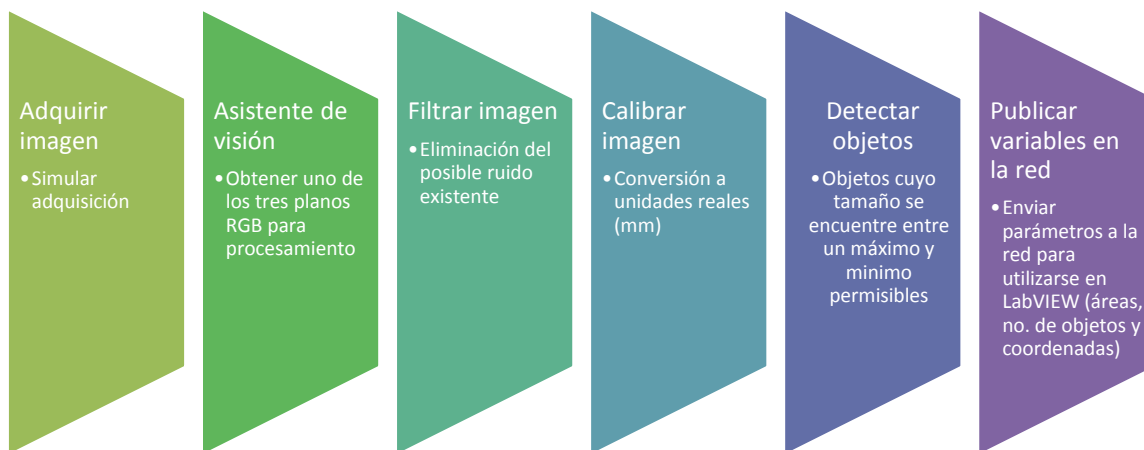 Adquirir
imagen
•Simular
adquisición
Asistente de
visión
•Obtener uno de
los tres planos
RGB para
procesamiento
Filtrar imagen
•Eliminación del
posible ruido
existente
Calibrar
imagen
•Conversión a
unidades reales
(mm)
Detectar
objetos
•Objetos cuyo
tamaño se
encuentre entre
un máximo y
minimo
permisibles
Publicar
variables en
la red
•Enviar
parámetros a la
red para
utilizarse en
LabVIEW (áreas,
no. de objetos y
coordenadas)